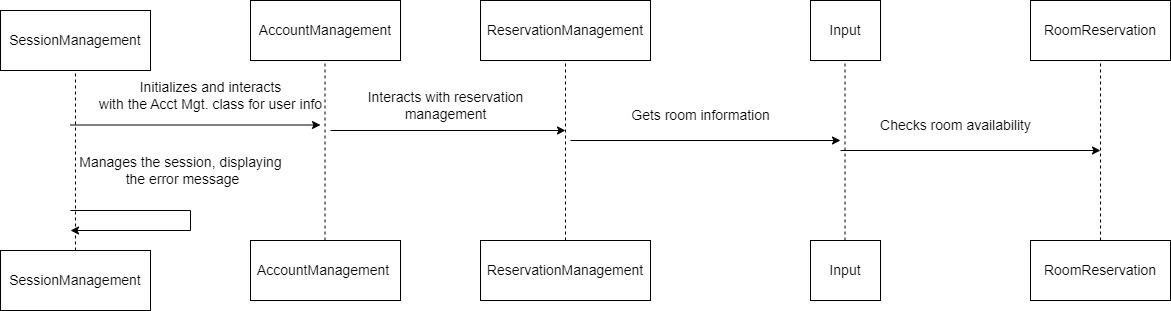 SessionManagement
AccountManagement
ReservationManagement
Input
RoomReservation
Initializes and interacts
with the Acct Mgt. class for user info
Interacts with reservation
management
Gets room information
Checks room availability
Manages the session, displaying
the error message
SessionManagement
AccountManagement
ReservationManagement
Input
RoomReservation